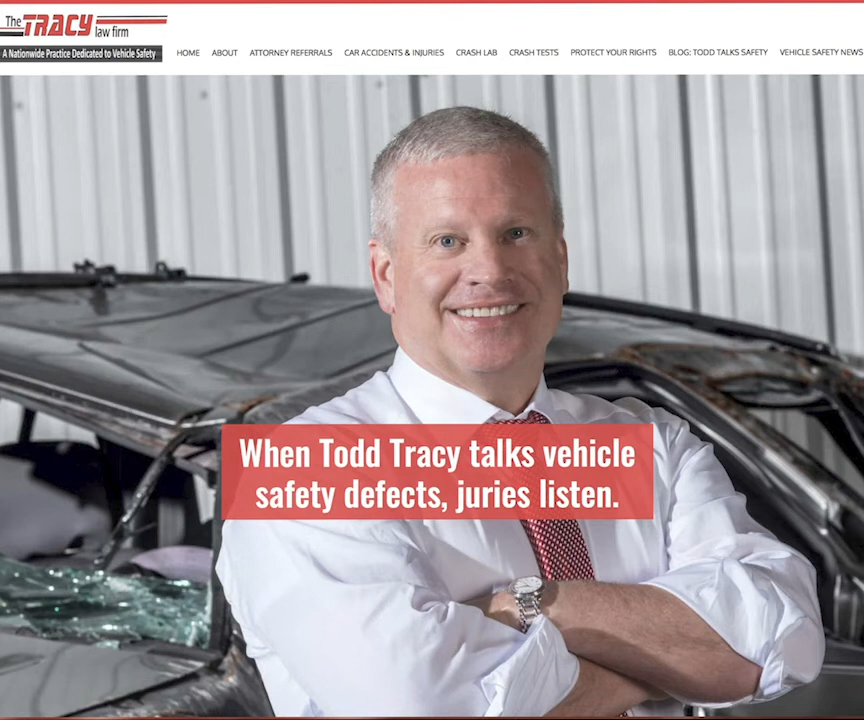 The TRACY law firm
A Nationwide Practice Dedicated to Vehicle Safety
HOME ABOUT ATTORNEY REFERRALS CAR ACCIDENTS & INJURIES CRASH LAB CRASH TESTS PROTECT YOUR RIGHTS BLOG: TODD TALKS SAFETY VEHICLE SAFETY NEWS
When Todd Tracy talks vehicle
safety defects, juries listen.